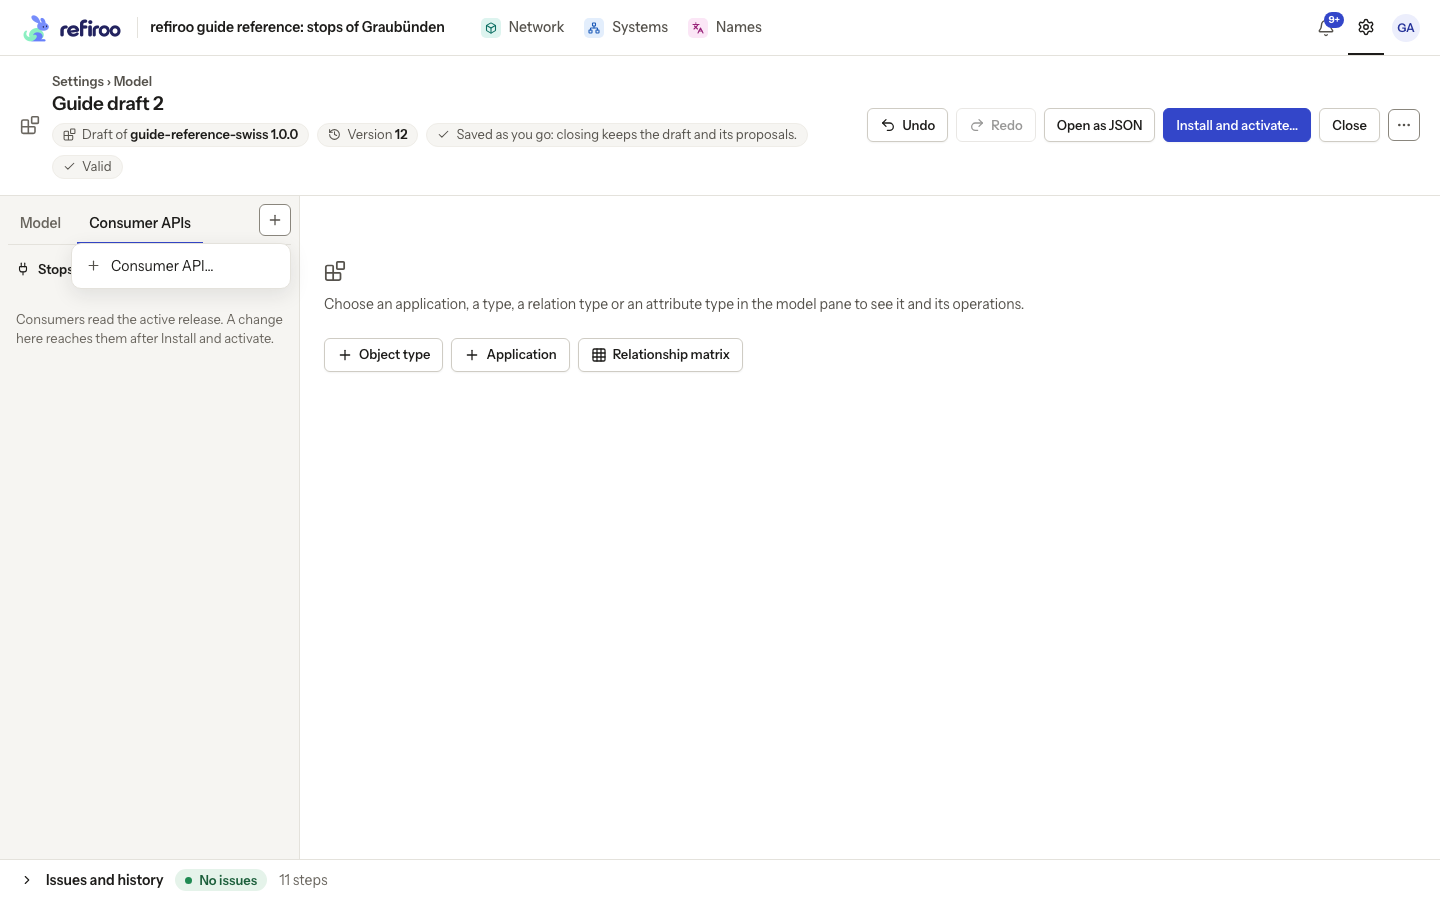 refiroo
refiroo guide reference: stops of Graubünden
Network
Systems
Names
9+
GA
Settings › Model
Guide draft 2
Draft of guide-reference-swiss 1.0.0
Version 12
Saved as you go: closing keeps the draft and its proposals.
Valid
Undo
Redo
Open as JSON
Install and activate...
Close
Model
Consumer APIs
Stops
Consumer API...
Consumers read the active release. A change
here reaches them after Install and activate.
Choose an application, a type, a relation type or an attribute type in the model pane to see it and its operations.
Object type
Application
Relationship matrix
Issues and history
No issues
11 steps